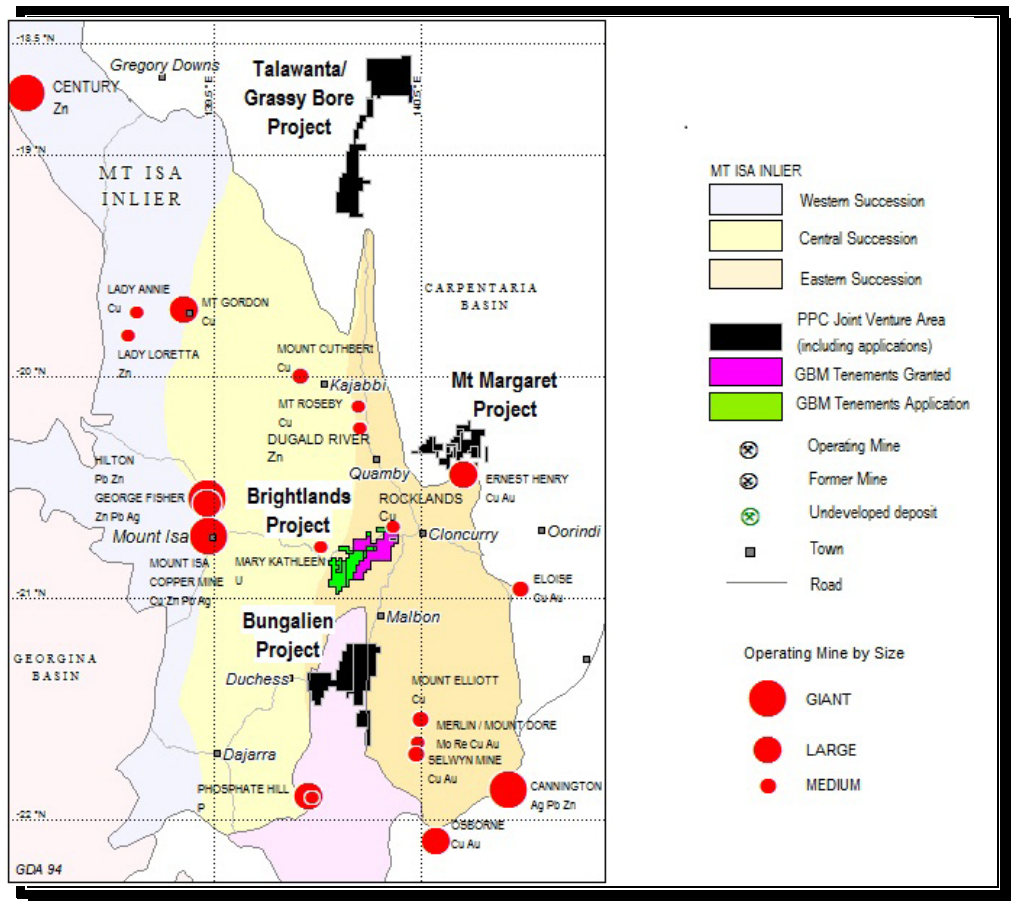 -18.5 °N
Gregory Downs
CENTURY
Zn
139.5 °E
Talawanta/
Grassy Bore
Project
140.5 °E
-19 °N
MT ISA
INLIER
LADY ANNIE
Cu
MT GORDON
Cu
LADY LORETTA
Zn
CARPENTARIA
BASIN
MOUNT CUTHBERT
Cu
-20 °N
Kajabbi
Mt Margaret
Project
MT ROSEBY
Cu
DUGALD RIVER
Zn
Quamby
HILTON
Pb Zn
GEORGE FISHER
Zn Pb Ag
Mount Isa
Brightlands
Project
ROCKLANDS
Cu
ERNEST HENRY
Cu Au
Cloncurry
Oorindi
MOUNT ISA
COPPER MINE
Cu Zn Pb Ag
MARY KATHLEEN
U
ELOISE
Cu Au
-21 °N
Malbon
Bungalien
Project
GEORGINA
BASIN
Duchess
MOUNT ELLIOTT
Cu
MERLIN / MOUNT DORE
Mo Re Cu Au
SELWYN MINE
Cu Au
Dajarra
PHOSPHATE HILL
P
CANNINGTON
Ag Pb Zn
-22 °N
OSBORNE
Cu Au
GDA 94
MT ISA INLIER
Western Succession
Central Succession
Eastern Succession
PPC Joint Venture Area
(including applications)
GBM Tenements Granted
GBM Tenements Application
Operating Mine
Former Mine
Undeveloped deposit
Town
Road
Operating Mine by Size
GIANT
LARGE
MEDIUM